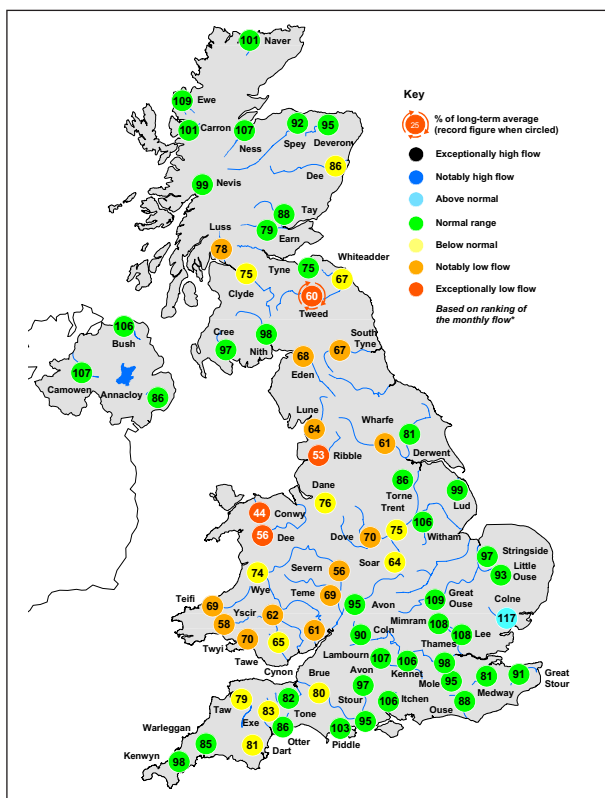 101
Naver
109
Ewe
Key
101
Carron
107
Ness
92
Spey
95
Deveron
25
% of long-term average
(record figure when circled)
Exceptionally high flow
86
Dee
Notably high flow
99
Nevis
Above normal
88
Tay
Normal range
79
Earn
Luss
Below normal
78
Whiteadder
Notably low flow
75
Clyde
Tyne
75
67
Exceptionally low flow
60
Tweed
Based on ranking of
the monthly flow*
106
Bush
Cree
97
98
Nith
South
Tyne
67
68
Eden
107
Camowen
Annacloy
86
Lune
64
Wharfe
61
81
Derwent
53
Ribble
Dane
76
86
Torne
Trent
99
Lud
44
Conwy
56
Dee
Dove
70
75
106
Witham
Soar
64
97
Stringside
93
Little
Ouse
74
Wye
Severn
56
Teme
69
Teifi
69
Yscir
62
95
Avon
109
Great
Ouse
Colne
117
58
Twyi
70
Tawe
65
Cynon
61
90
Coln
Mimram
108
Thames
108
Lee
Lambourn
107
106
Kennet
98
Mole
95
81
Medway
91
Great
Stour
Brue
80
Avon
97
Stour
106
Itchen
88
Ouse
79
Taw
83
Exe
82
Tone
86
Otter
103
Piddle
95
Warleggan
85
81
Dart
Kenwyn
98